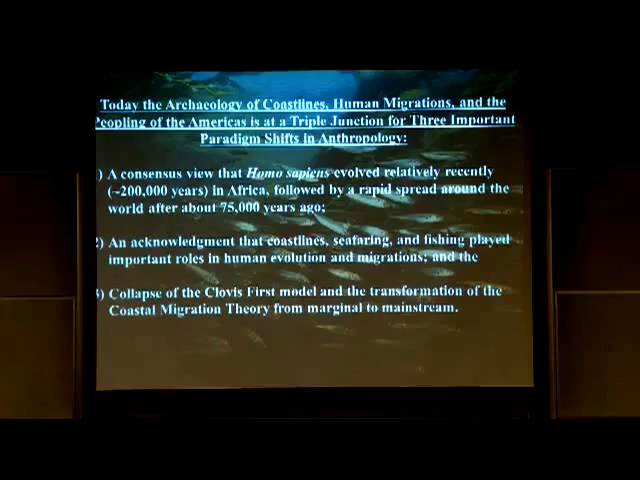 Today the Archaeology of Coastlines, Human Migrations, and the
Peopling of the Americas is at a Triple Junction for Three Important
Paradigm Shifts in Anthropology:
) A consensus view that Homo sapiens evolved relatively recently
(~200,000 years) in Africa, followed by a rapid spread around the
world after about 75,000 years ago;
2) An acknowledgment that coastlines, seafaring, and fishing played
important roles in human evolution and migrations; and the
3) Collapse of the Clovis First model and the transformation of the
Coastal Migration Theory from marginal to mainstream.